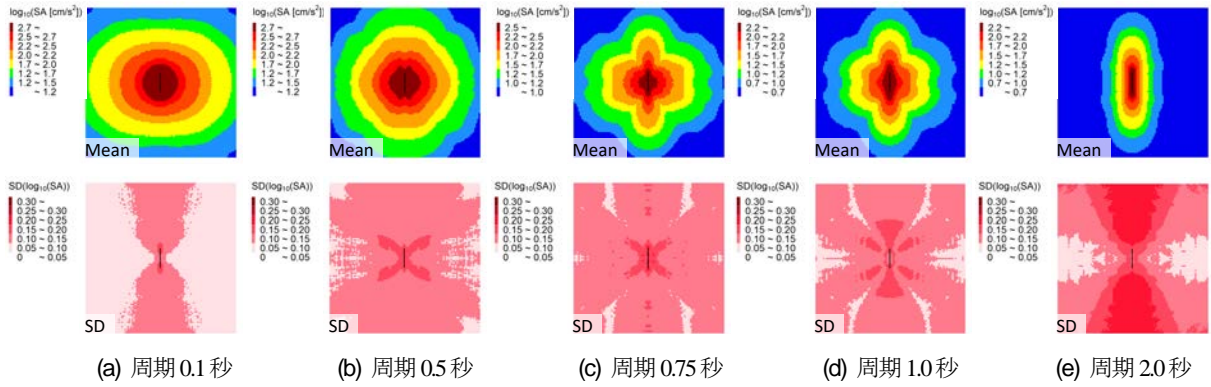 log₁₀(SA [cm/s²])
2.7 ~
2.5 ~ 2.7
2.2 ~ 2.5
2.0 ~ 2.2
1.7 ~ 2.0
1.5 ~ 1.7
1.2 ~ 1.5
~ 1.2
Mean
log₁₀(SA [cm/s²])
2.7 ~
2.5 ~ 2.7
2.2 ~ 2.5
2.0 ~ 2.2
1.7 ~ 2.0
1.5 ~ 1.7
1.2 ~ 1.5
~ 1.2
Mean
log₁₀(SA [cm/s²])
2.5 ~
2.2 ~ 2.5
2.0 ~ 2.2
1.7 ~ 2.0
1.5 ~ 1.7
1.2 ~ 1.5
1.0 ~ 1.2
~ 1.0
Mean
log₁₀(SA [cm/s²])
2.2 ~
2.0 ~ 2.2
1.7 ~ 2.0
1.5 ~ 1.7
1.2 ~ 1.5
1.0 ~ 1.2
0.7 ~ 1.0
~ 0.7
Mean
log₁₀(SA [cm/s²])
2.2 ~
2.0 ~ 2.2
1.7 ~ 2.0
1.5 ~ 1.7
1.2 ~ 1.5
1.0 ~ 1.2
0.7 ~ 1.0
~ 0.7
Mean
SD(log₁₀(SA))
0.30 ~
0.25 ~ 0.30
0.20 ~ 0.25
0.15 ~ 0.20
0.10 ~ 0.15
0.05 ~ 0.10
0 ~ 0.05
SD
SD(log₁₀(SA))
0.30 ~
0.25 ~ 0.30
0.20 ~ 0.25
0.15 ~ 0.20
0.10 ~ 0.15
0.05 ~ 0.10
0 ~ 0.05
SD
SD(log₁₀(SA))
0.30 ~
0.25 ~ 0.30
0.20 ~ 0.25
0.15 ~ 0.20
0.10 ~ 0.15
0.05 ~ 0.10
0 ~ 0.05
SD
SD(log₁₀(SA))
0.30 ~
0.25 ~ 0.30
0.20 ~ 0.25
0.15 ~ 0.20
0.10 ~ 0.15
0.05 ~ 0.10
0 ~ 0.05
SD
SD(log₁₀(SA))
0.30 ~
0.25 ~ 0.30
0.20 ~ 0.25
0.15 ~ 0.20
0.10 ~ 0.15
0.05 ~ 0.10
0 ~ 0.05
SD
(a) 周期 0.1 秒
(b) 周期 0.5 秒
(c) 周期 0.75 秒
(d) 周期 1.0 秒
(e) 周期 2.0 秒